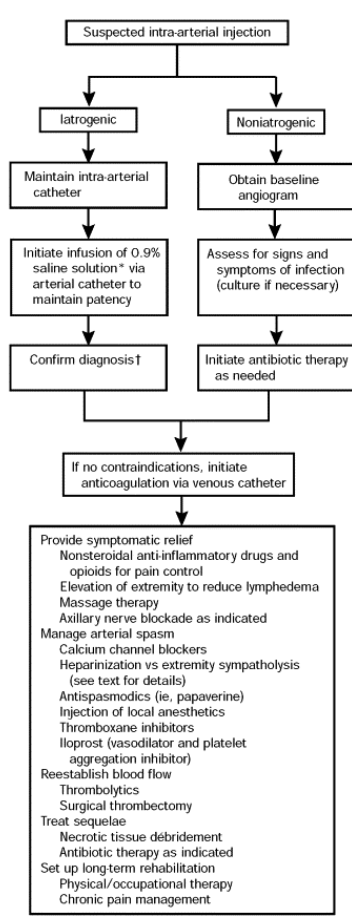 Suspected intra-arterial injection
Iatrogenic
Noniatrogenic
Maintain intra-arterial
catheter
Obtain baseline
angiogram
Initiate infusion of 0.9%
saline solution* via
arterial catheter to
maintain patency
Assess for signs and
symptoms of infection
(culture if necessary)
Confirm diagnosis†
Initiate antibiotic therapy
as needed
If no contraindications, initiate
anticoagulation via venous catheter
Provide symptomatic relief
Nonsteroidal anti-inflammatory drugs and
opioids for pain control
Elevation of extremity to reduce lymphedema
Massage therapy
Axillary nerve blockade as indicated
Manage arterial spasm
Calcium channel blockers
Heparinization vs extremity sympatholysis
(see text for details)
Antispasmodics (ie, papaverine)
Injection of local anesthetics
Thromboxane inhibitors
Iloprost (vasodilator and platelet
aggregation inhibitor)
Reestablish blood flow
Thrombolytics
Surgical thrombectomy
Treat sequelae
Necrotic tissue débridement
Antibiotic therapy as indicated
Set up long-term rehabilitation
Physical/occupational therapy
Chronic pain management